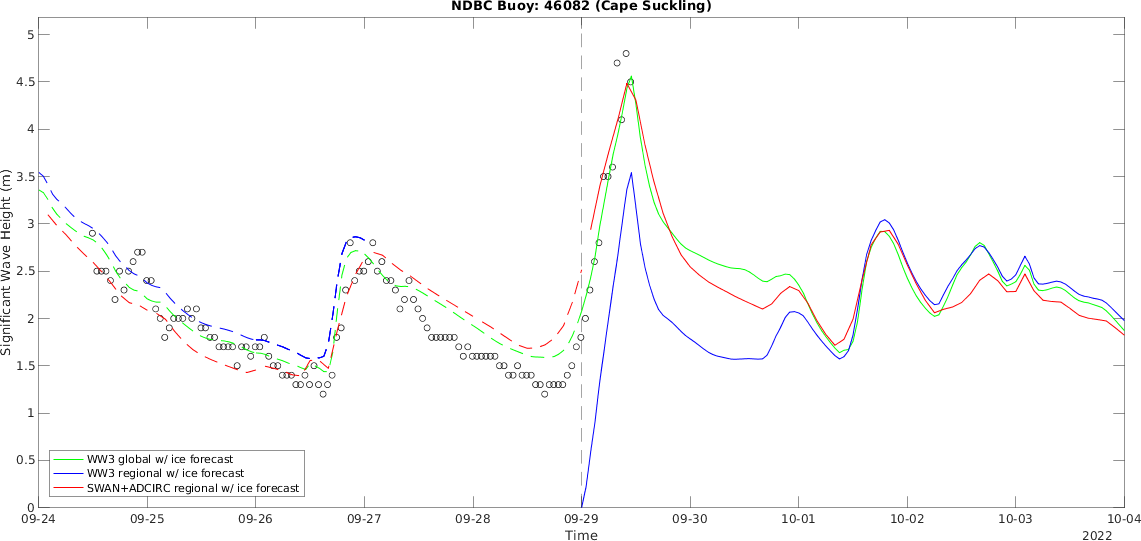 NDBC Buoy: 46082 (Cape Suckling)
Significant Wave Height (m)
5
4.5
4
3.5
3
2.5
2
1.5
1
0.5
0
WW3 global w/ ice forecast
WW3 regional w/ ice forecast
SWAN+ADCIRC regional w/ ice forecast
09-24 09-25 09-26 09-27 09-28 09-29 09-30 10-01 10-02 10-03 10-04
Time
2022